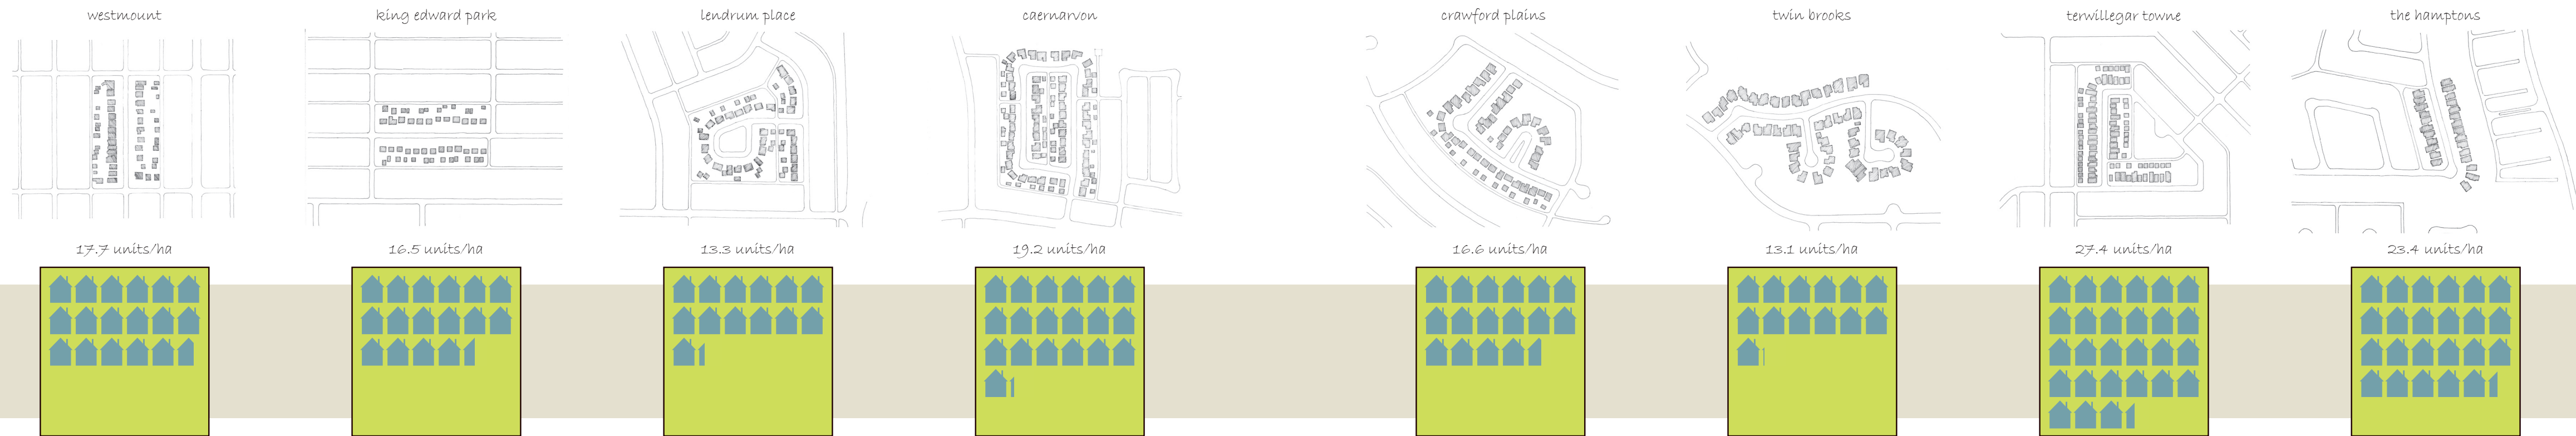 westmount
king edward park
lendrum place
caernarvon
crawford plains
twin brooks
terwillegar towne
the hamptons
17.7 units/ha
16.5 units/ha
13.3 units/ha
19.2 units/ha
16.6 units/ha
13.1 units/ha
27.4 units/ha
23.4 units/ha